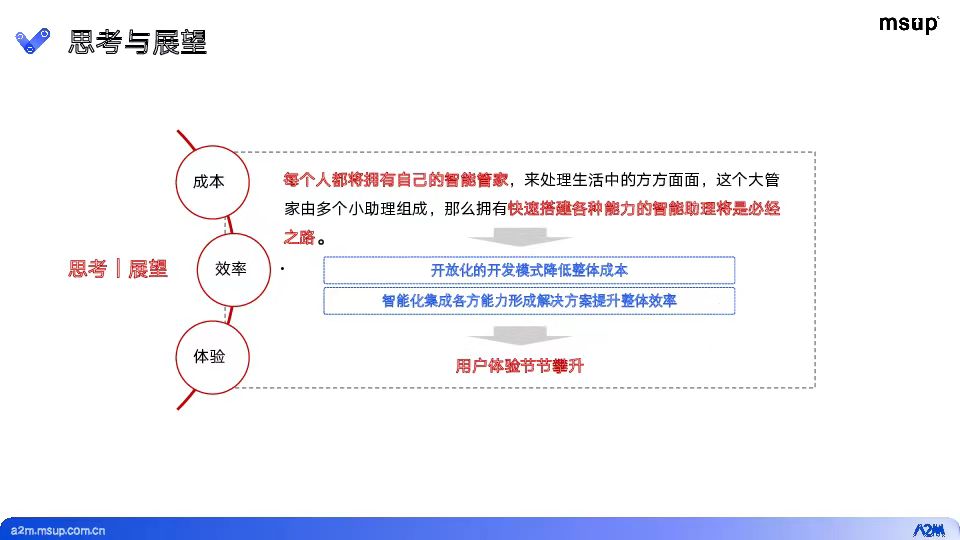 思考与展望
msup
成本
每个人都将拥有自己的智能管家，来处理生活中的方方面面，这个大管
家由多个小助理组成，那么拥有快速搭建各种能力的智能助理将是必经
之路。
思考｜展望
效率
开放化的开发模式降低整体成本
智能化集成各方能力形成解决方案提升整体效率
体验
用户体验节节攀升
a2m.msup.com.cn
A2M